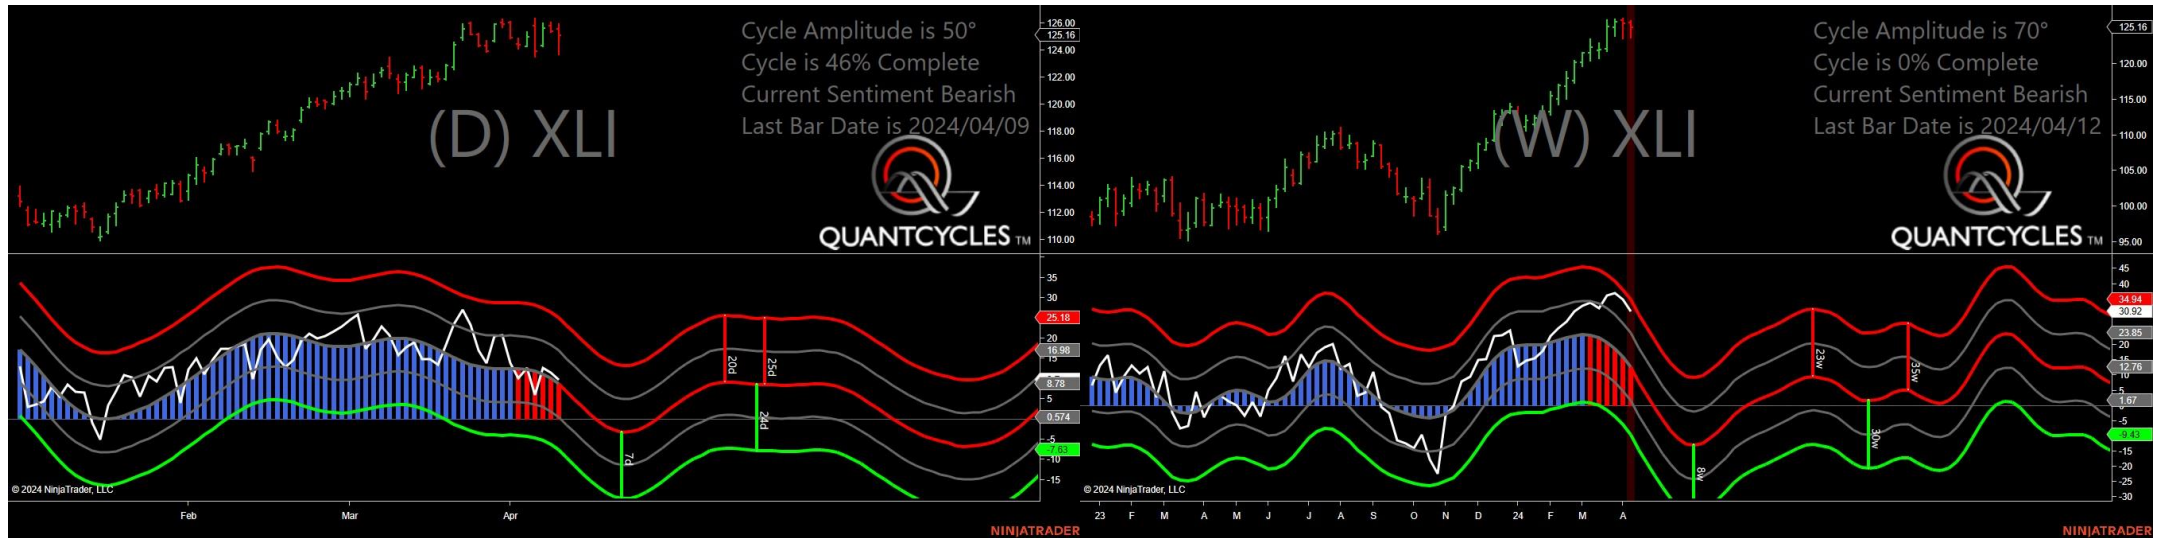 Cycle Amplitude is 50°
Cycle is 46% Complete
Current Sentiment Bearish
Last Bar Date is 2024/04/09
(D) XLI
QUANTCYCLES TM
126.00
125.16
124.00
122.00
120.00
118.00
116.00
114.00
112.00
110.00
35
30
25.18
20
16.98
15
8.78
5
0.574
-5
-7.63
-10
-15
20d
25d
24d
7d
© 2024 NinjaTrader, LLC
Feb Mar Apr
NINJATRADER
Cycle Amplitude is 70°
Cycle is 0% Complete
Current Sentiment Bearish
Last Bar Date is 2024/04/12
(W) XLI
QUANTCYCLES TM
125.16
120.00
115.00
110.00
105.00
100.00
95.00
45
40
34.94
30.92
23.85
20
12.76
10
5
1.67
-5
-9.43
-15
-20
-25
-30
23w
35w
30w
8w
© 2024 NinjaTrader, LLC
23 F M A M J J A S O N D 24 F M A
NINJATRADER